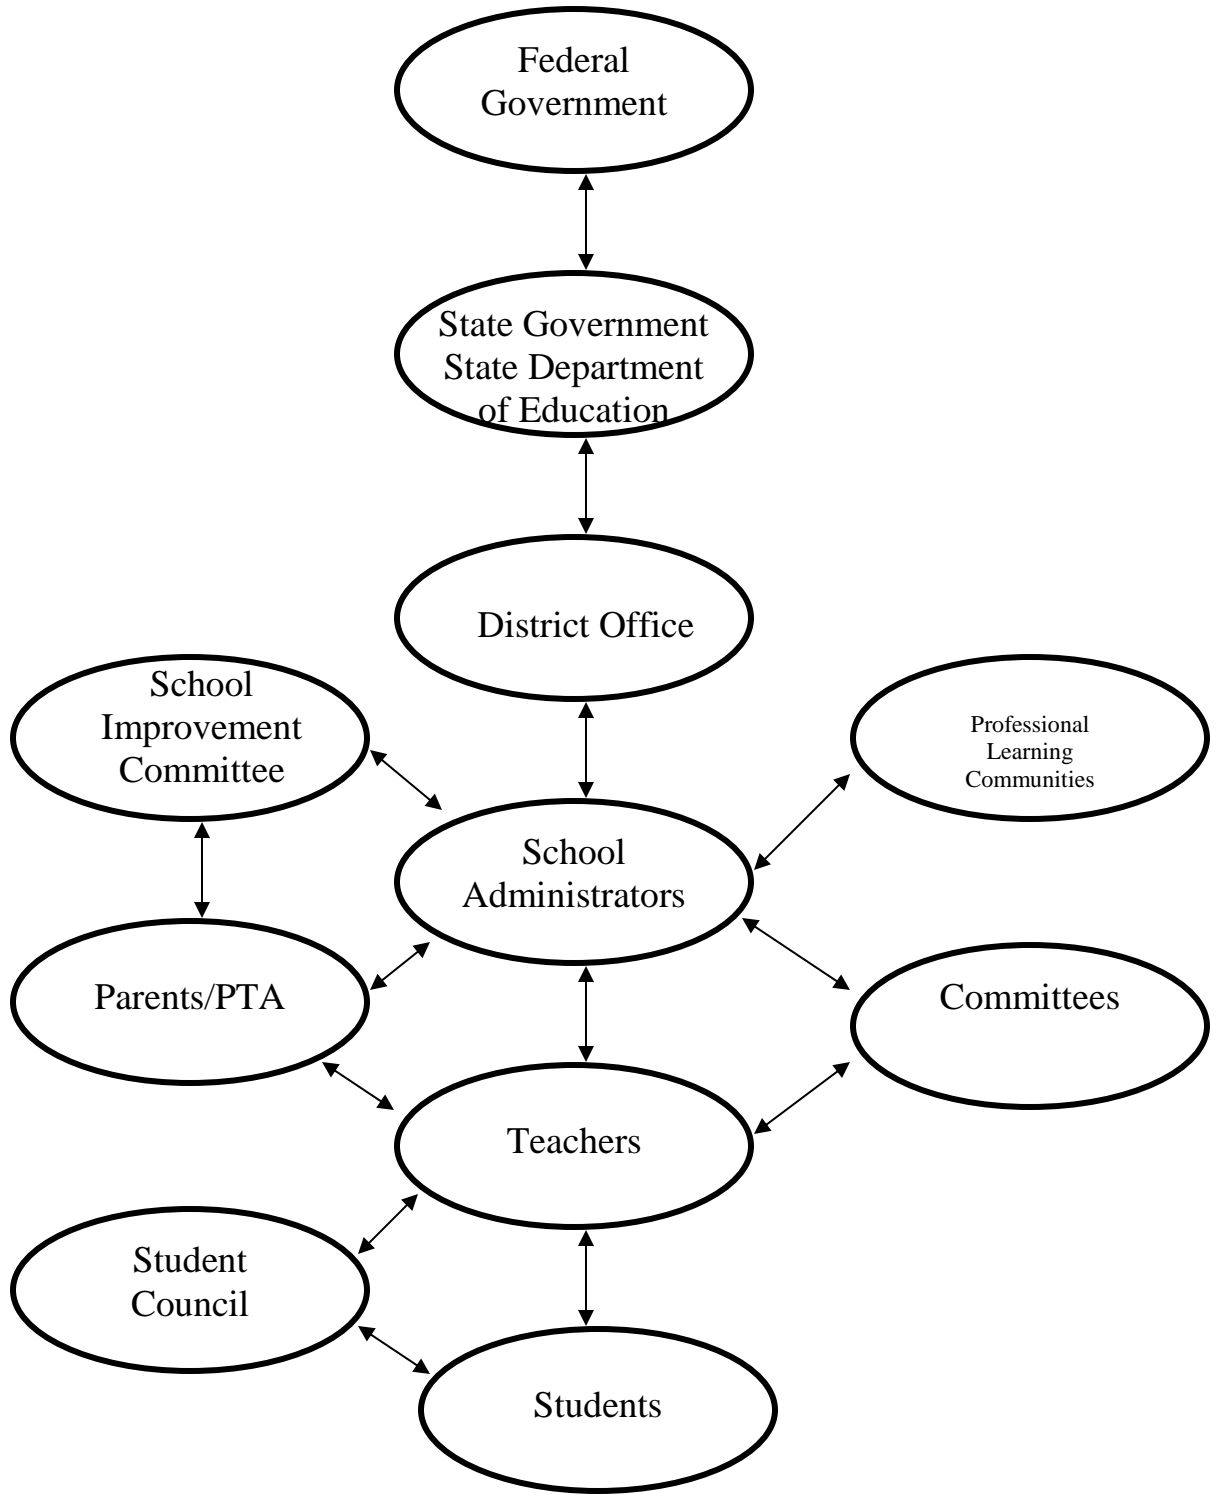 Federal
Government
State Government
State Department
of Education
District Office
School
Improvement
Committee
Professional
Learning
Communities
School
Administrators
Parents/PTA
Committees
Teachers
Student
Council
Students